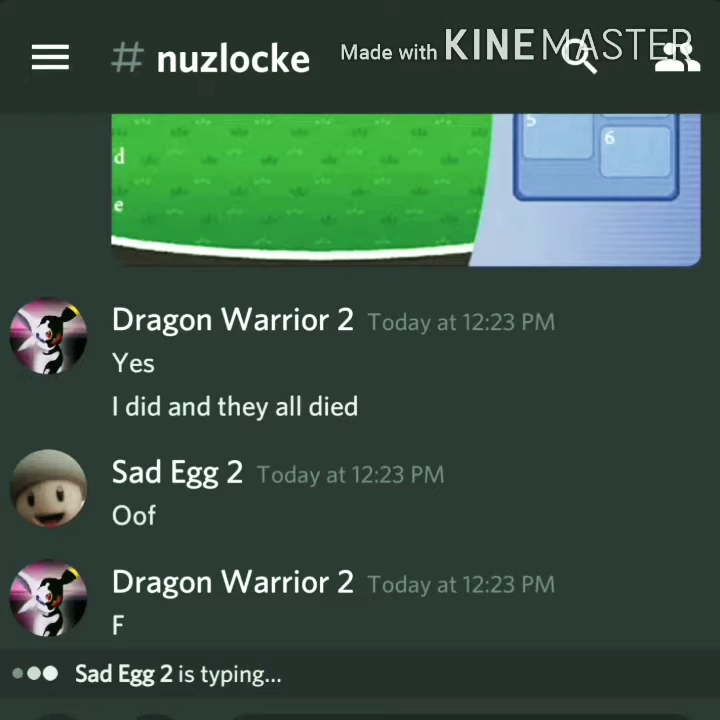 # nuzlocke
Made with KINEMASTER
5
6
d
e
Dragon Warrior 2 Today at 12:23 PM
Yes
I did and they all died
Sad Egg 2 Today at 12:23 PM
Oof
Dragon Warrior 2 Today at 12:23 PM
F
Sad Egg 2 is typing...